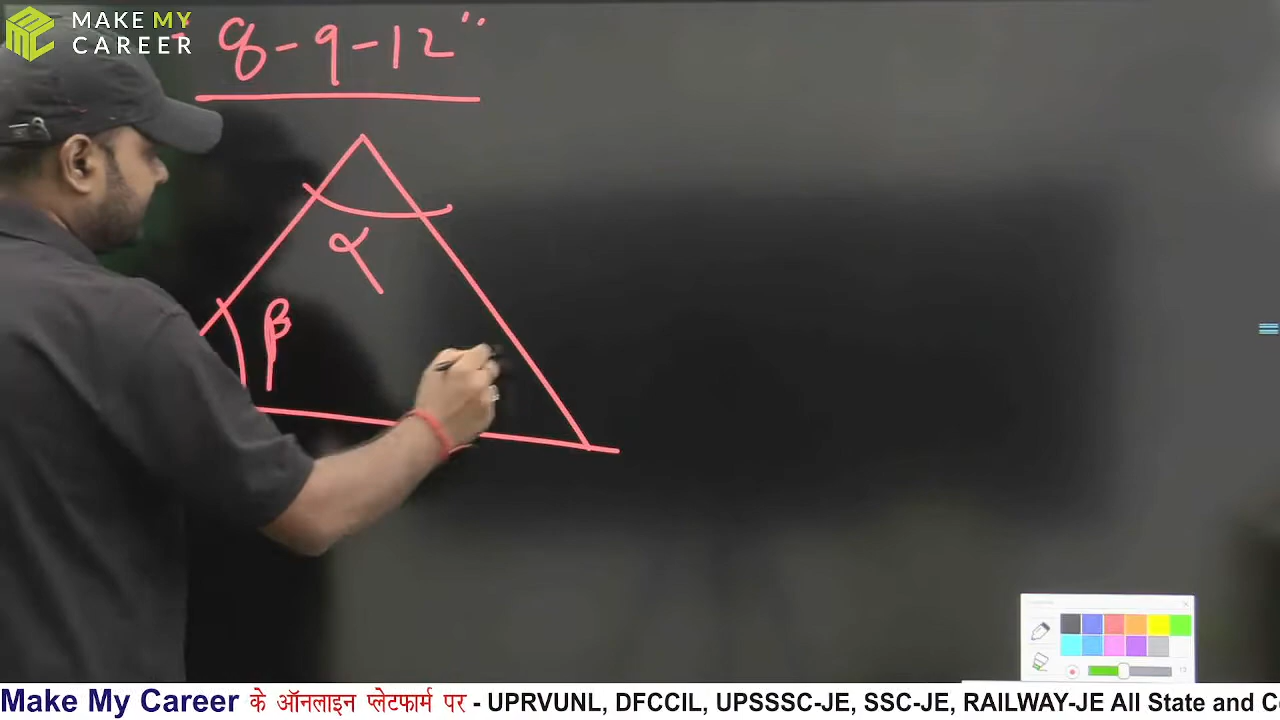 MAKE MY
CAREER
8-9-12"
α
β
Make My Career के ऑनलाइन प्लेटफार्म पर - UPRVUNL, DFCCIL, UPSSSC-JE, SSC-JE, RAILWAY-JE All State and C